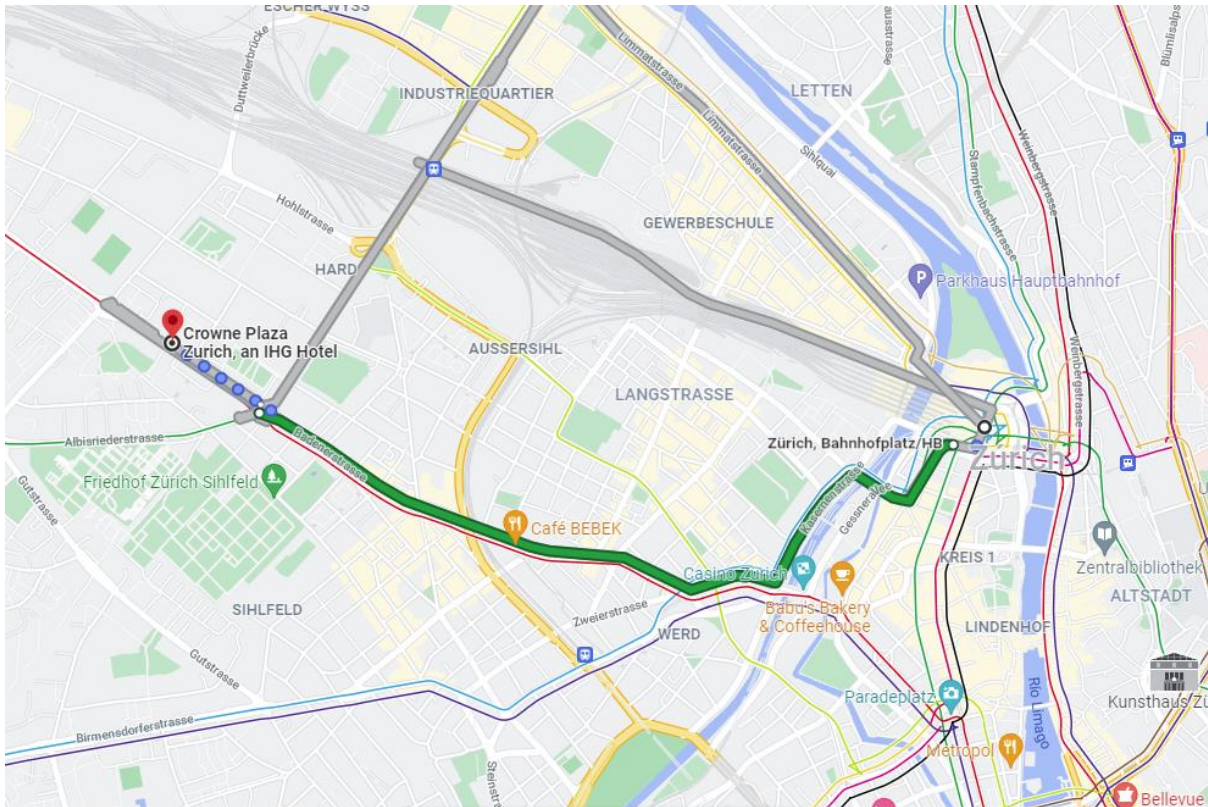 ESCHER WYSS
Duttweilerbrücke
INDUSTRIEQUARTIER
Limmatstrasse
Limmatstrasse
LETTEN
Sihlquai
Stampfenbachstrasse
Weinbergstrasse
Weinbergstrasse
Hohlstrasse
GEWERBESCHULE
HARD
P
Parkhaus Hauptbahnhof
Crowne Plaza
Zurich, an IHG Hotel
AUSSERSIHL
LANGSTRASSE
Albisriederstrasse
Badenerstrasse
Zürich, Bahnhofplatz/HB
Zürich
Friedhof Zürich Sihlfeld
Gutstrasse
Kasernenstrasse
Gessnerallee
Café BEBEK
KREIS 1
Zentralbibliothek
Casino Zürich
ALTSTADT
SIHLFELD
Zweierstrasse
Babu's Bakery
& Coffeehouse
WERD
LINDENHOF
Gutstrasse
Paradeplatz
Río Limago
Kunsthaus Zü
Birmensdorferstrasse
Metropol
Steinstrasse
Bellevue